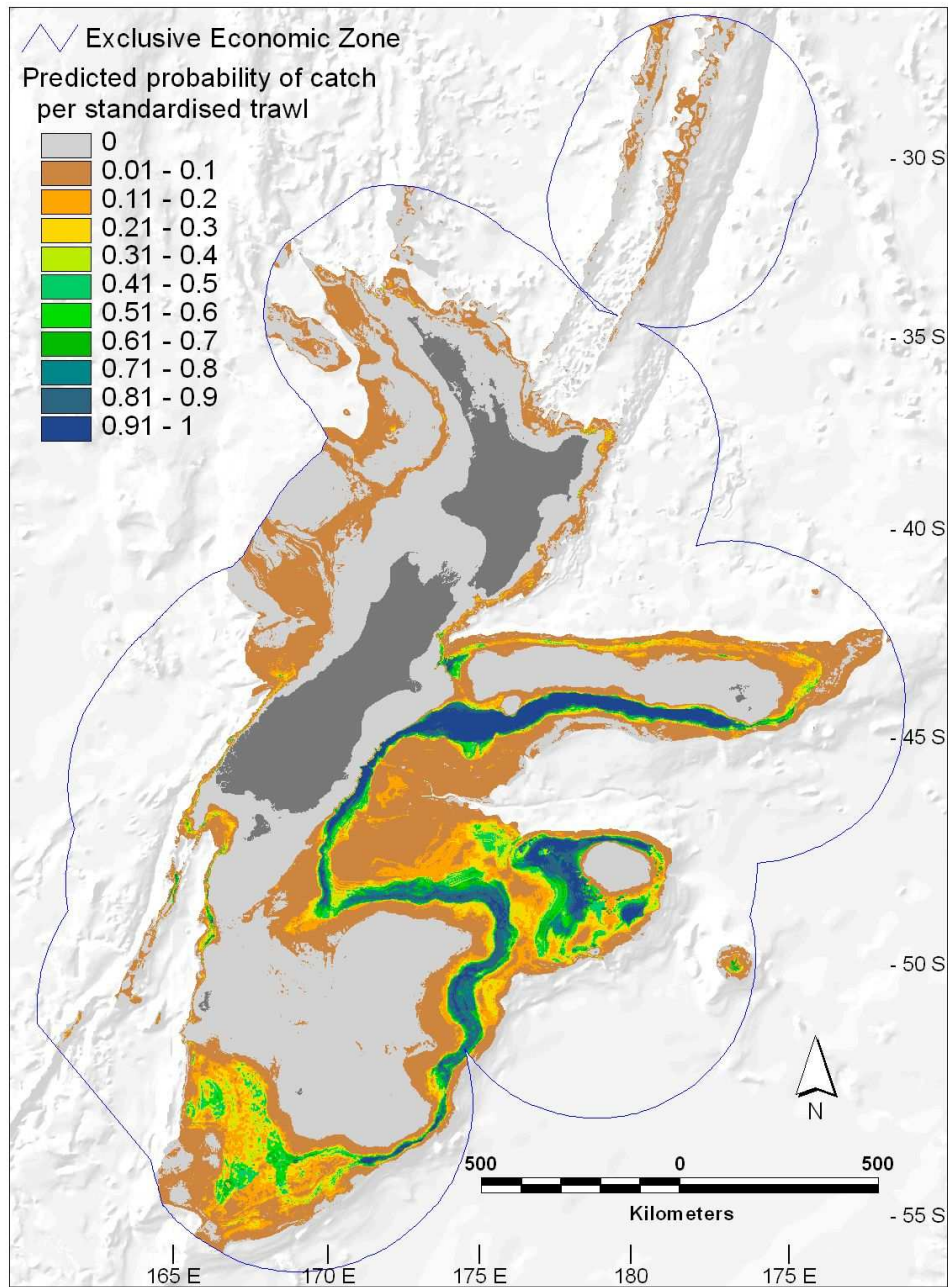 Exclusive Economic Zone
Predicted probability of catch
per standardised trawl
0
0.01 - 0.1
0.11 - 0.2
0.21 - 0.3
0.31 - 0.4
0.41 - 0.5
0.51 - 0.6
0.61 - 0.7
0.71 - 0.8
0.81 - 0.9
0.91 - 1
- 30 S
- 35 S
- 40 S
- 45 S
- 50 S
N
500 0 500
Kilometers
- 55 S
165 E 170 E 175 E 180 175 E